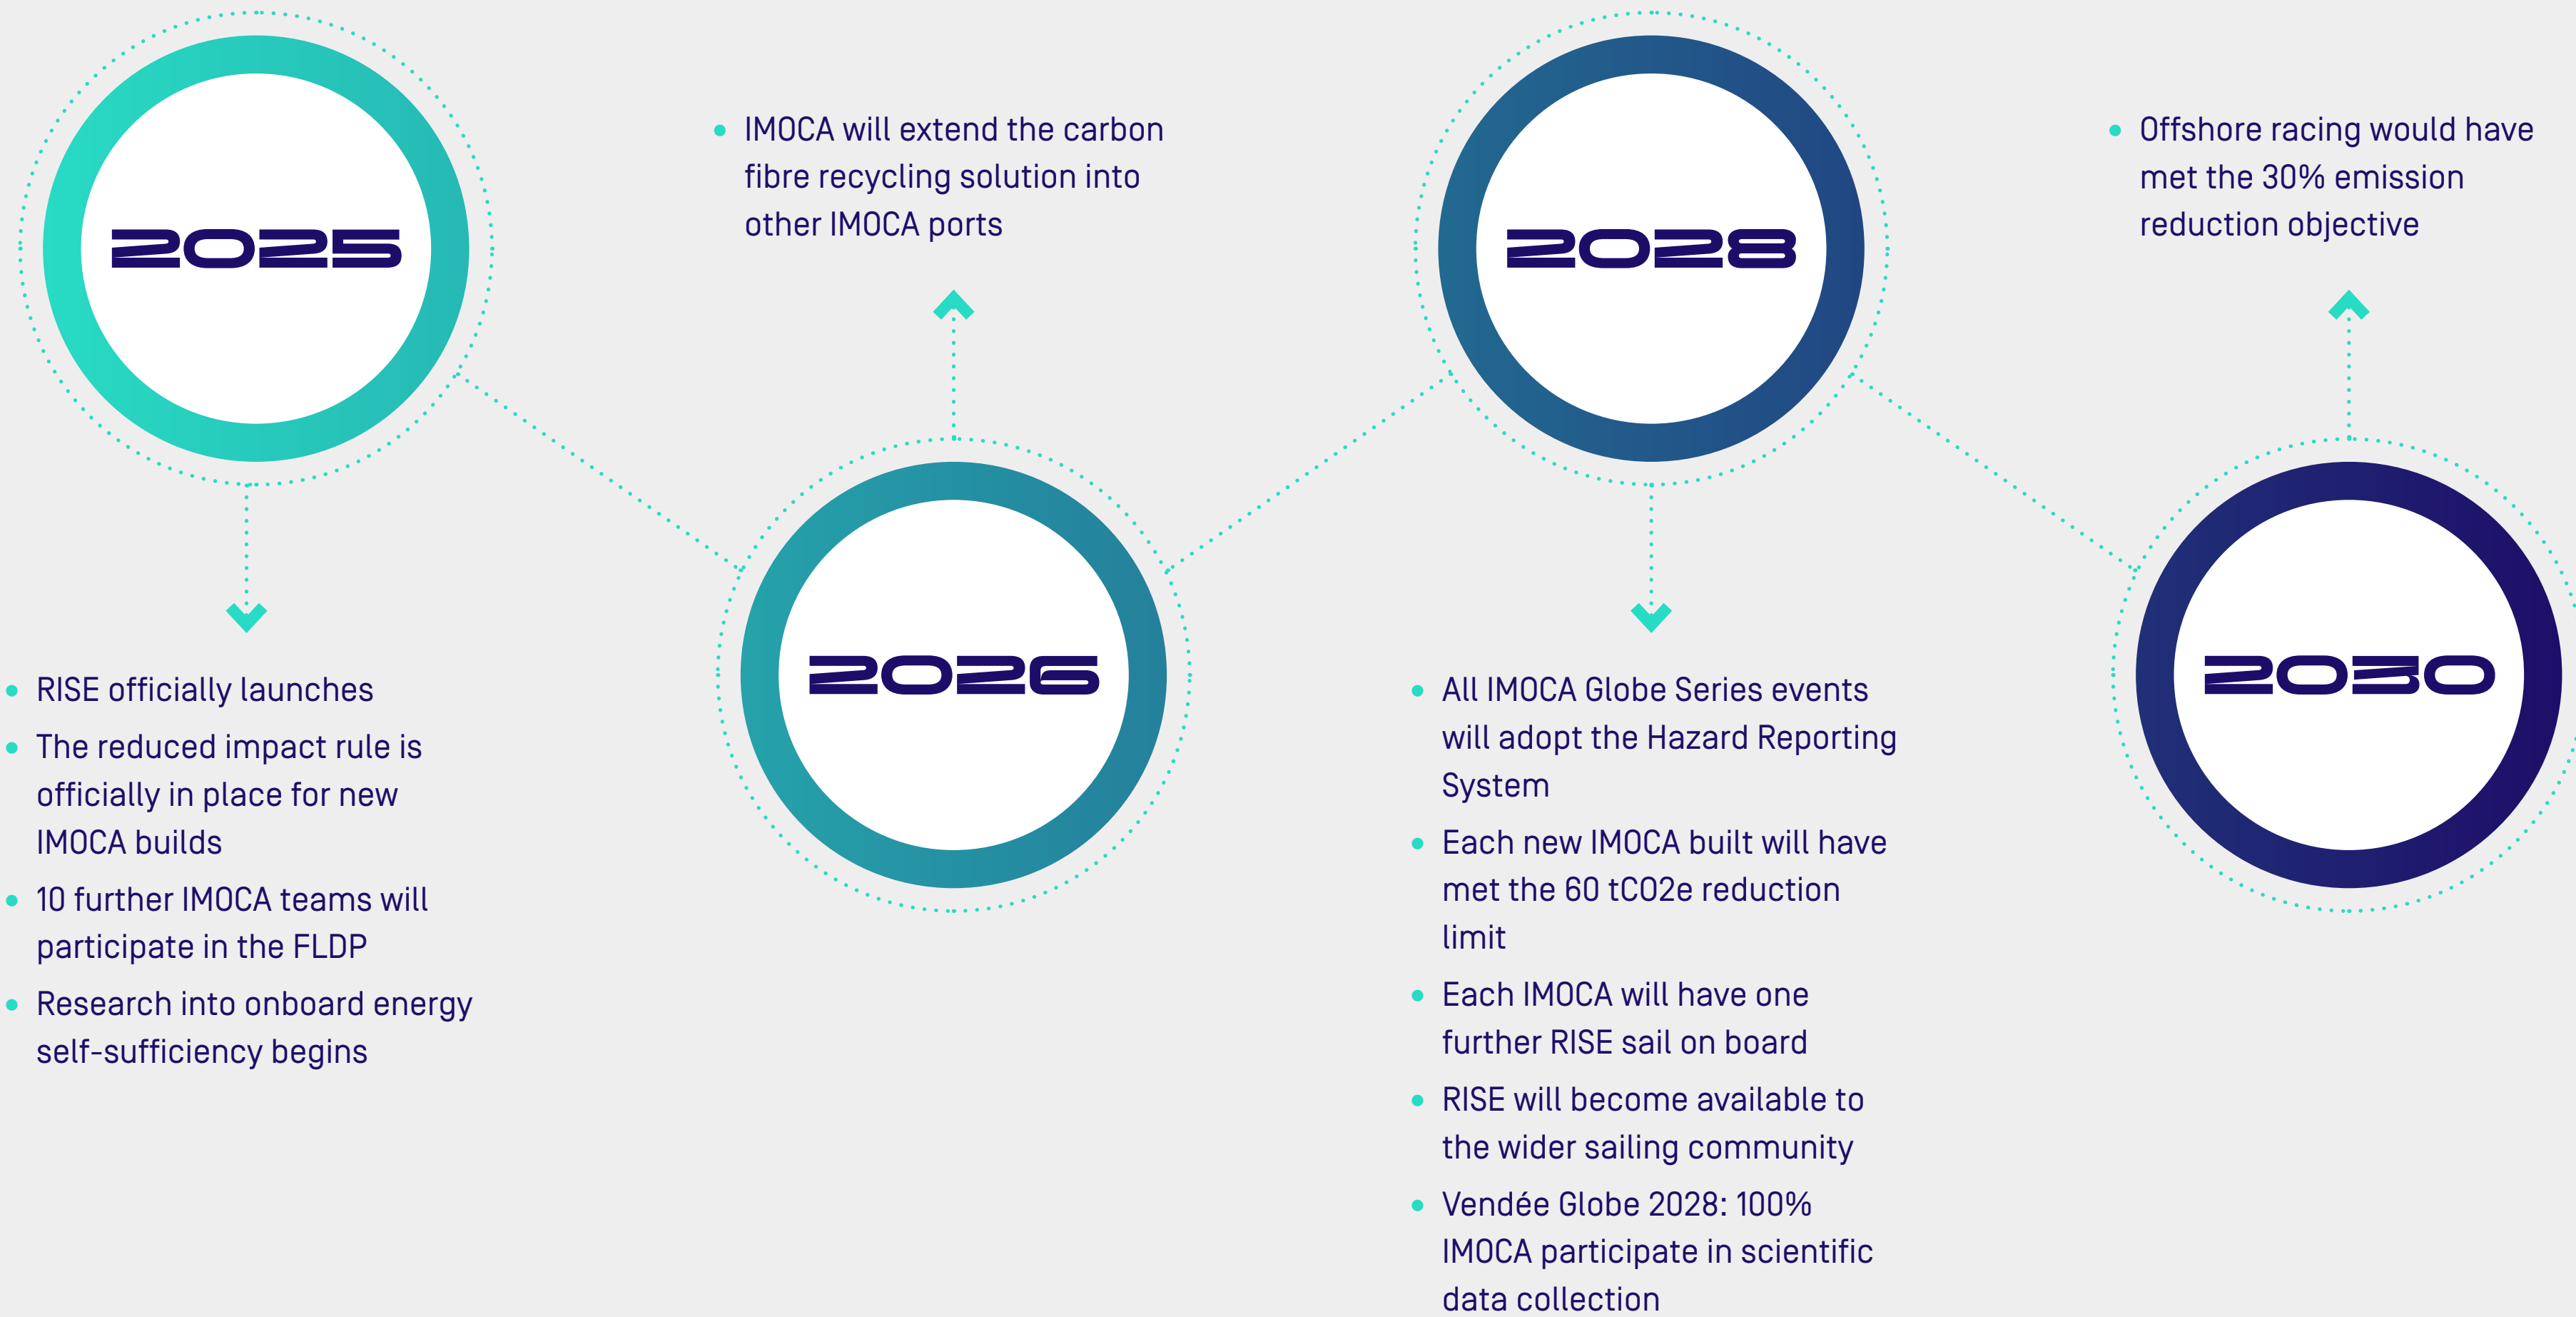 2025
RISE officially launches
The reduced impact rule is
officially in place for new
IMOCA builds
10 further IMOCA teams will
participate in the FLDP
Research into onboard energy
self-sufficiency begins
IMOCA will extend the carbon
fibre recycling solution into
other IMOCA ports
2026
2028
All IMOCA Globe Series events
will adopt the Hazard Reporting
System
Each new IMOCA built will have
met the 60 tCO2e reduction
limit
Each IMOCA will have one
further RISE sail on board
RISE will become available to
the wider sailing community
Vendée Globe 2028: 100%
IMOCA participate in scientific
data collection
Offshore racing would have
met the 30% emission
reduction objective
2030